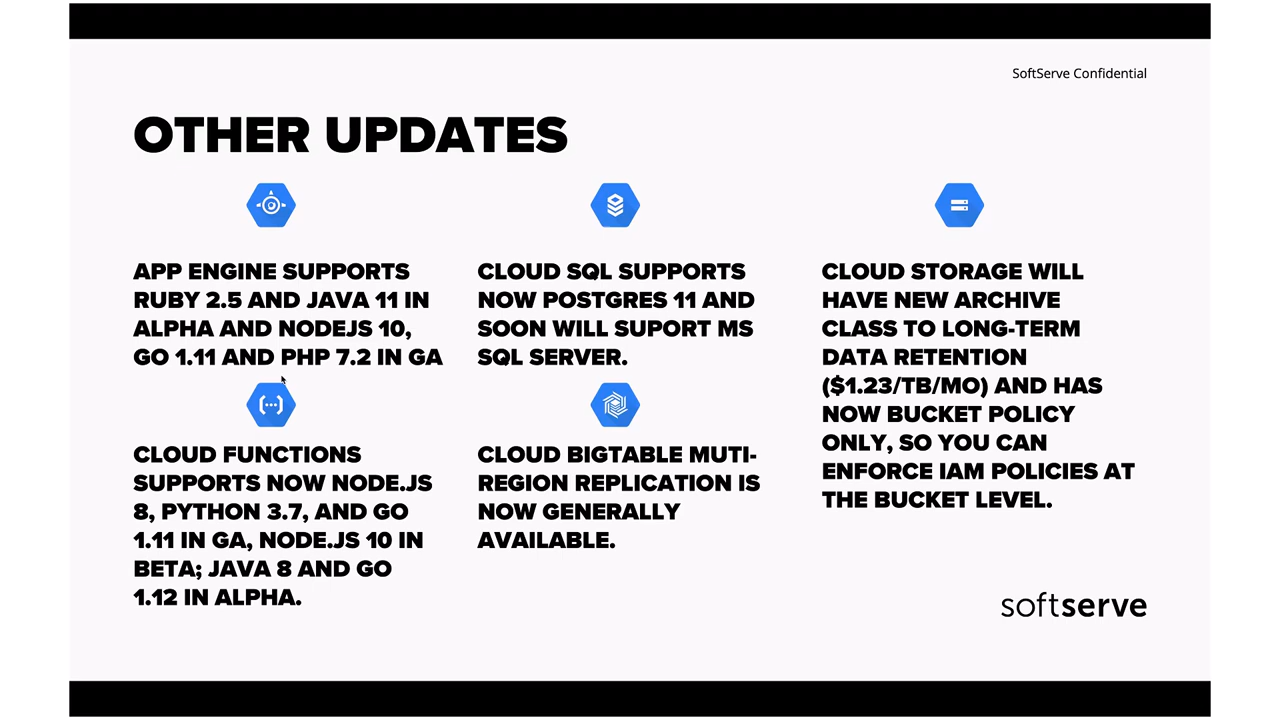 SoftServe Confidential
OTHER UPDATES
APP ENGINE SUPPORTS
RUBY 2.5 AND JAVA 11 IN
ALPHA AND NODEJS 10,
GO 1.11 AND PHP 7.2 IN GA
CLOUD FUNCTIONS
SUPPORTS NOW NODE.JS
8, PYTHON 3.7, AND GO
1.11 IN GA, NODE.JS 10 IN
BETA; JAVA 8 AND GO
1.12 IN ALPHA.
CLOUD SQL SUPPORTS
NOW POSTGRES 11 AND
SOON WILL SUPORT MS
SQL SERVER.
CLOUD BIGTABLE MUTI-
REGION REPLICATION IS
NOW GENERALLY
AVAILABLE.
CLOUD STORAGE WILL
HAVE NEW ARCHIVE
CLASS TO LONG-TERM
DATA RETENTION
($1.23/TB/MO) AND HAS
NOW BUCKET POLICY
ONLY, SO YOU CAN
ENFORCE IAM POLICIES AT
THE BUCKET LEVEL.
softserve